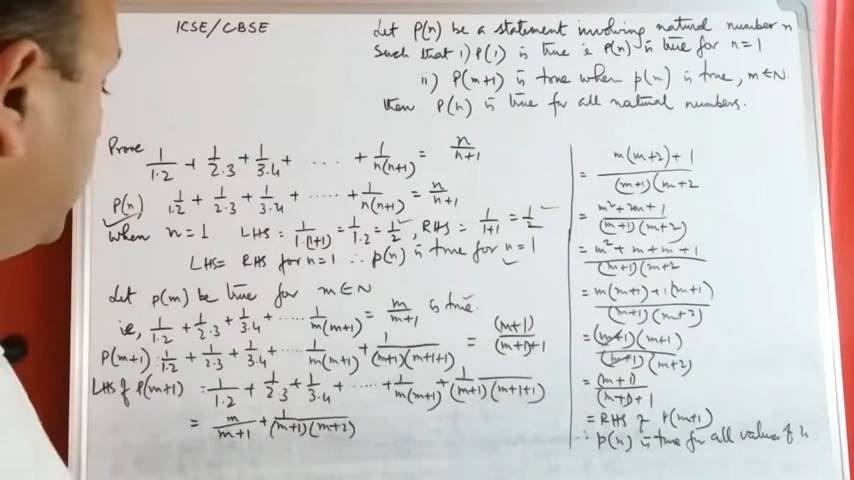 ICSE/CBSE
Let P(n) be a statement involving natural number n
Such that i) P(1) is true ie P(n) is true for n=1
ii) P(m+1) is true when p(m) is true, m∈N.
then P(n) is true for all natural numbers.
Prove 1/1.2 + 1/2.3 + 1/3.4 + ..... + 1/n(n+1) = n/n+1
P(n) 1/1.2 + 1/2.3 + 1/3.4 + ..... + 1/n(n+1) = n/n+1
When n=1 LHS = 1/1.(1+1) = 1/1.2 = 1/2, RHS = 1/1+1 = 1/2
LHS = RHS for n=1 ∴ p(n) is true for n=1
Let p(m) be true for m∈N
ie, 1/1.2 + 1/2.3 + 1/3.4 + .... 1/m(m+1) = m/m+1 is true.
P(m+1) : 1/1.2 + 1/2.3 + 1/3.4 + .... 1/m(m+1) + 1/(m+1)(m+1+1) = (m+1)/(m+1)+1
LHS of P(m+1) = 1/1.2 + 1/2.3 + 1/3.4 + ..... + 1/m(m+1) + 1/(m+1)(m+1+1)
= m/m+1 + 1/(m+1)(m+2)
= m(m+2)+1/(m+1)(m+2
= m²+2m+1/(m+1)(m+2)
= m²+m+m+1/(m+1)(m+2
= m(m+1)+1(m+1)/(m+1)(m+2)
= (m+1)(m+1)/(m+1)(m+2)
= (m+1)/(m+1)+1
= RHS of P(m+1)
∴ p(n) is true for all value of n